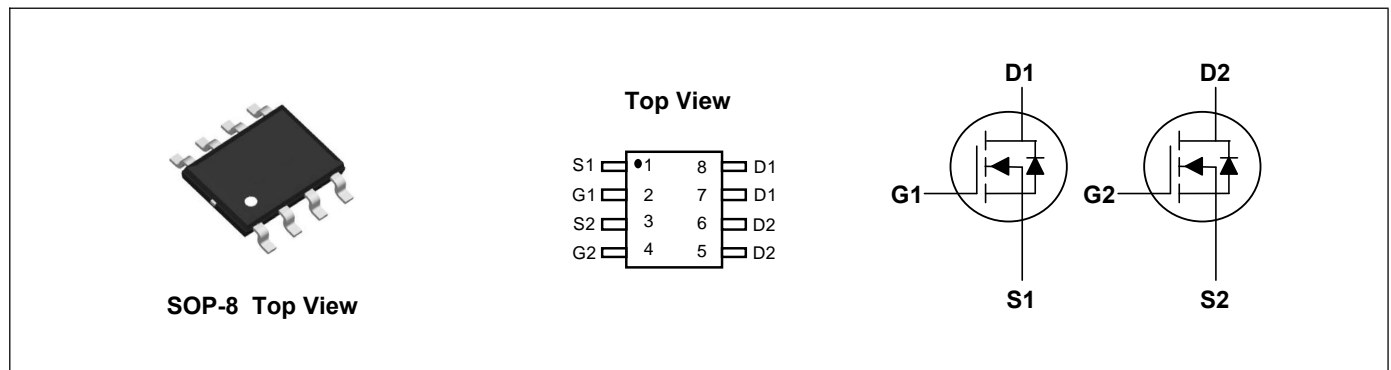 SOP-8 Top View
Top View
S1 1 8 D1
G1 2 7 D1
S2 3 6 D2
G2 4 5 D2
D1 D2
G1 G2
S1 S2